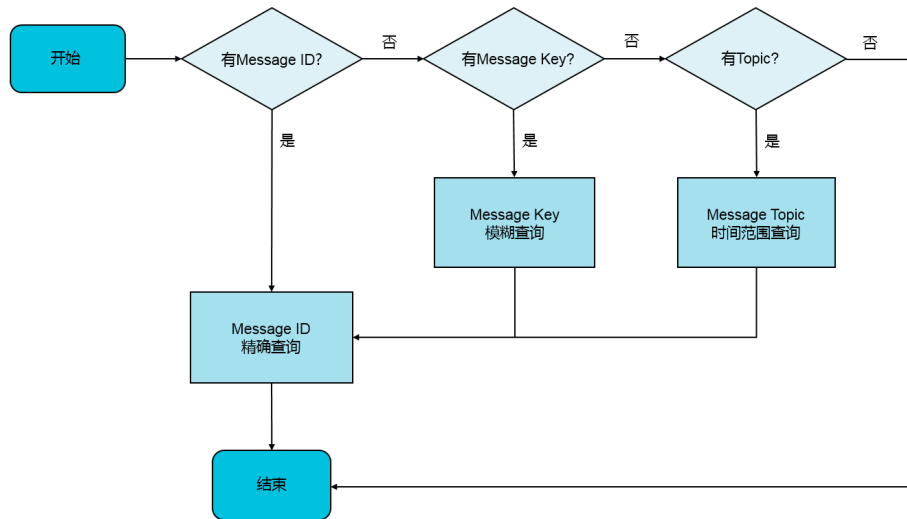 开始
有Message ID?
否
有Message Key?
否
有Topic?
否
是
是
是
Message Key
模糊查询
Message Topic
时间范围查询
Message ID
精确查询
结束